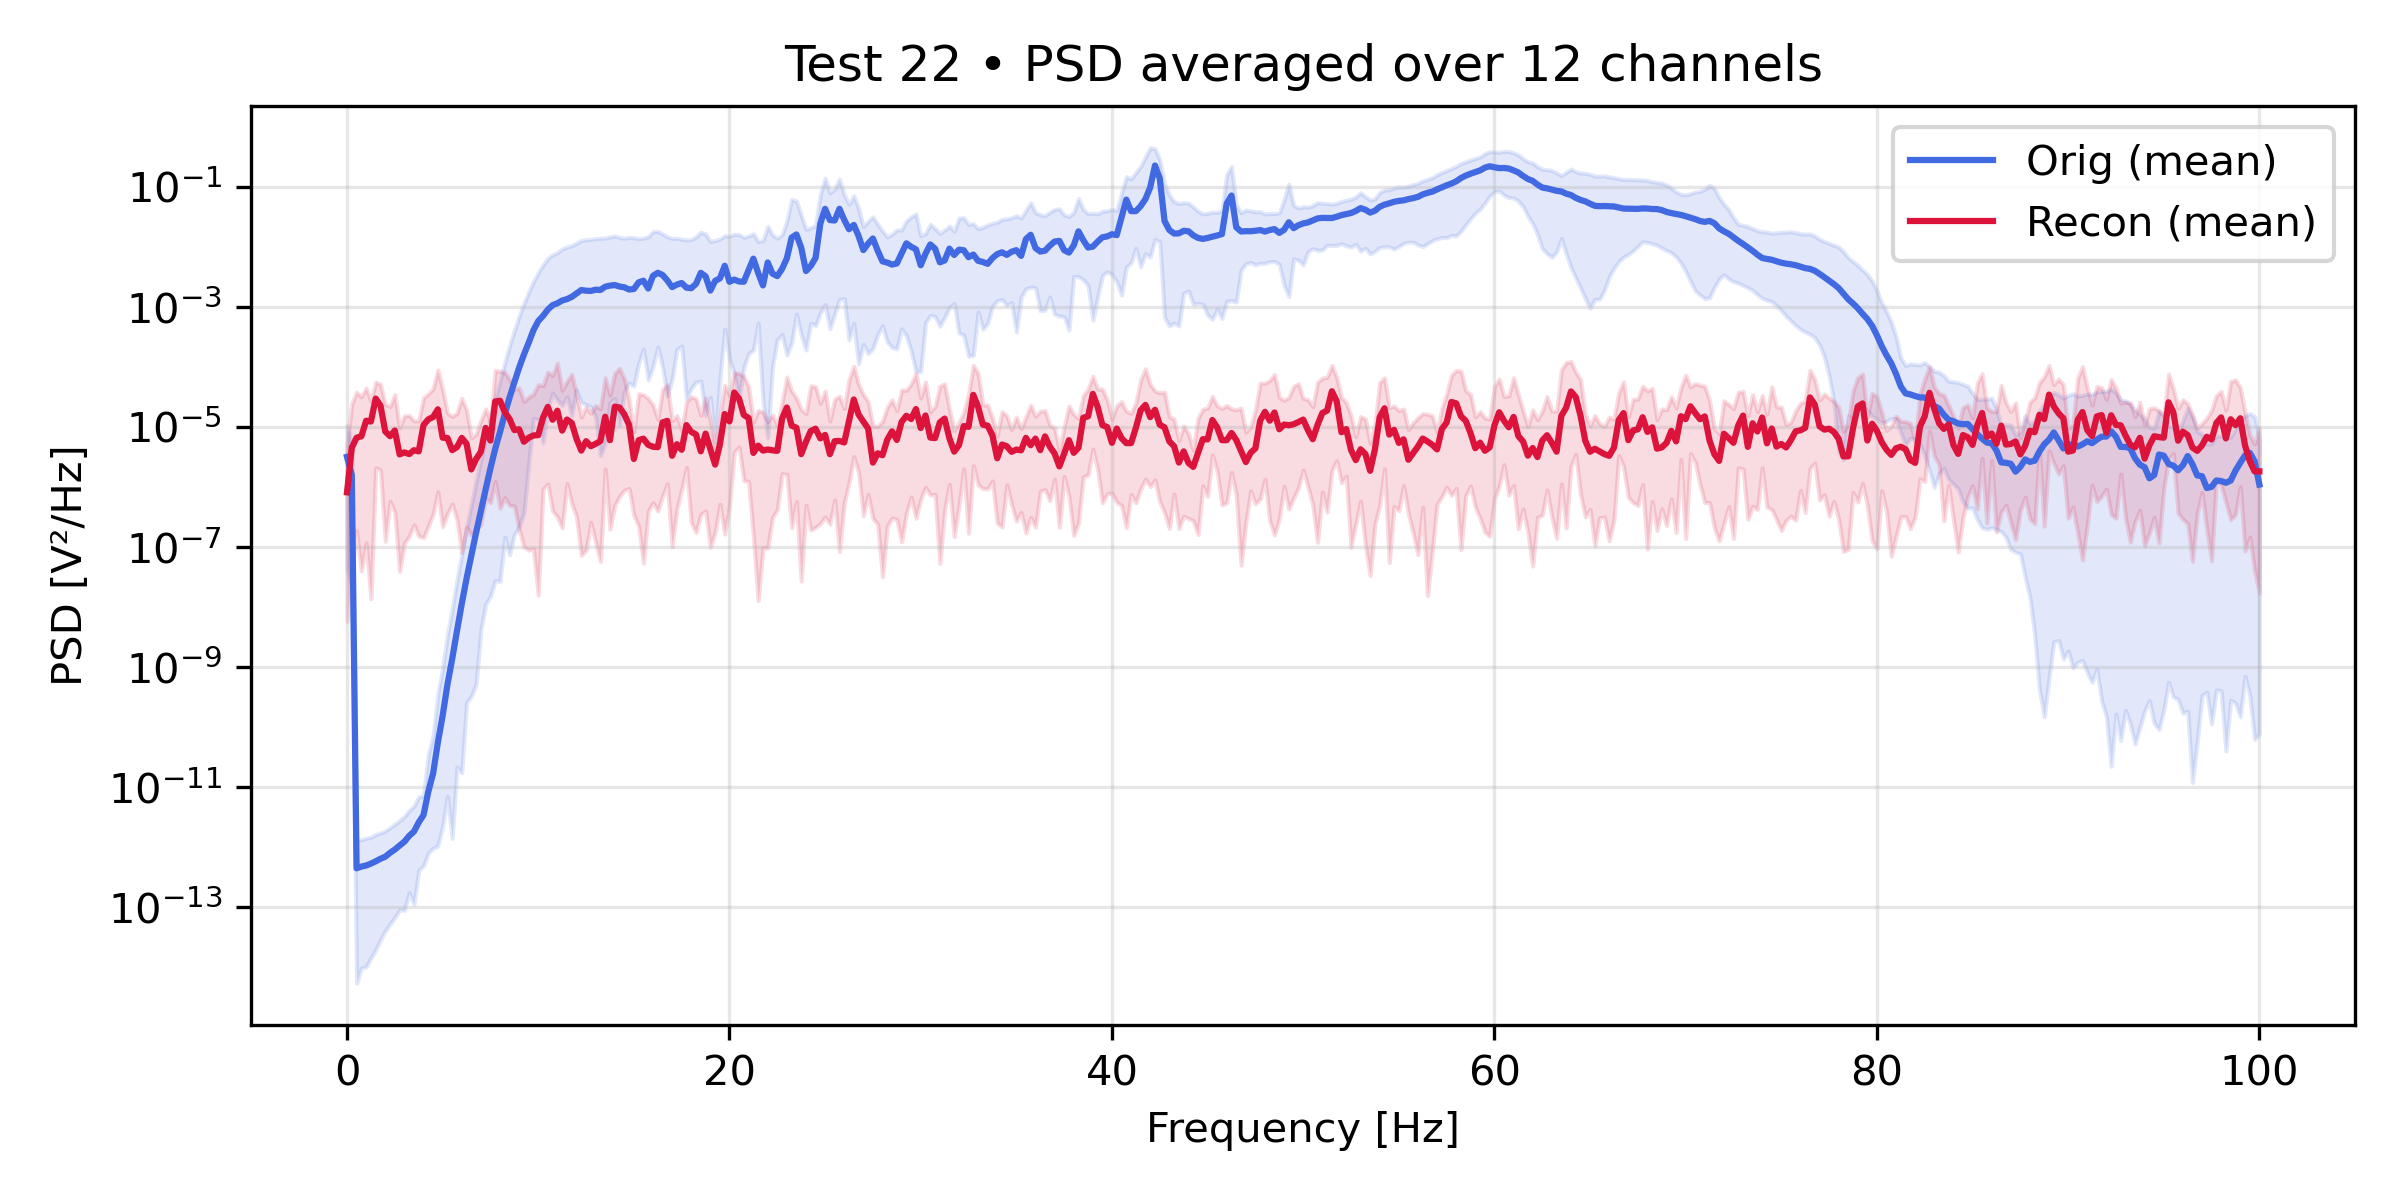 Test 22 • PSD averaged over 12 channels
Orig (mean)
Recon (mean)
PSD [V²/Hz]
10⁻¹
10⁻³
10⁻⁵
10⁻⁷
10⁻⁹
10⁻¹¹
10⁻¹³
0 20 40 60 80 100
Frequency [Hz]